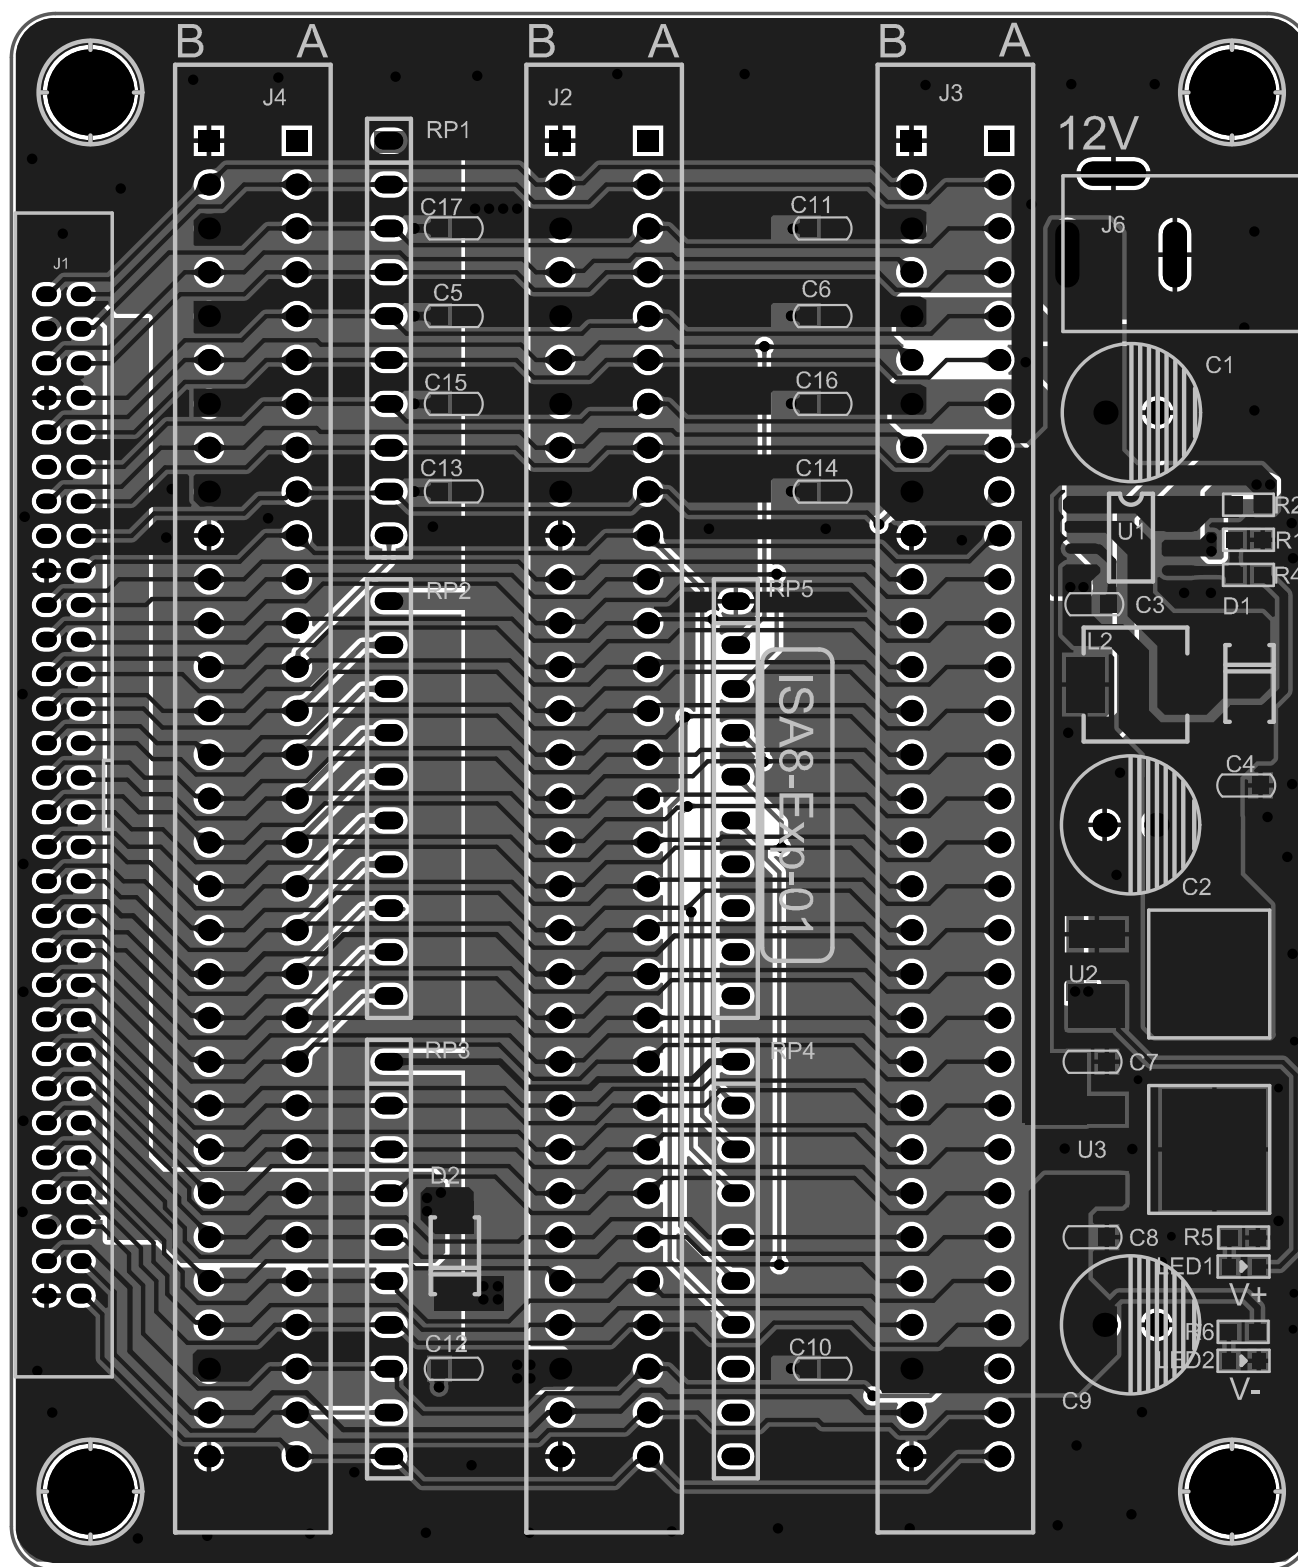 B A B A B A
J4 J2 J3
RP1 12V
C17 C11 J6
J1
C5 C6
C15 C16 C1
C13 C14
R2
U1 R1
R4
RP2 RP5 C3 D1
L2
ISA8-Exp-01
C4
C2
U2
RP3 RP4 C7
U3
D2
C8 R5
LED1
V+
R6
C12 C10 LED2
V-
C9